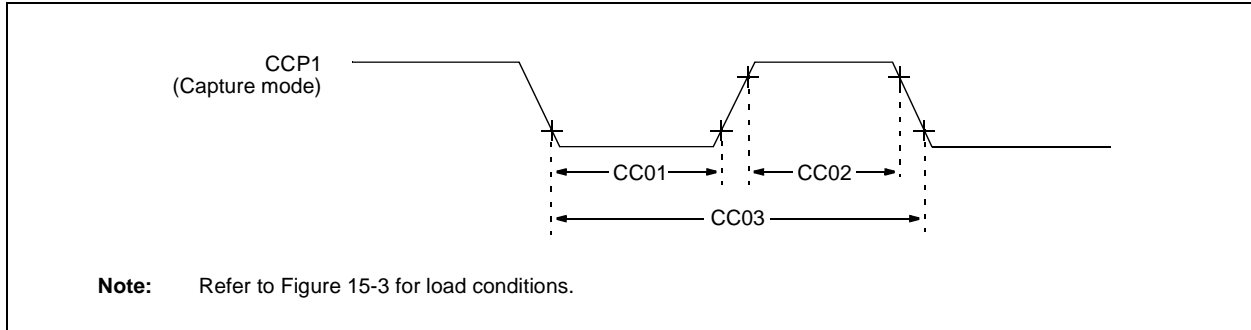 CCP1
(Capture mode)
CC01
CC02
CC03
Note: Refer to Figure 15-3 for load conditions.